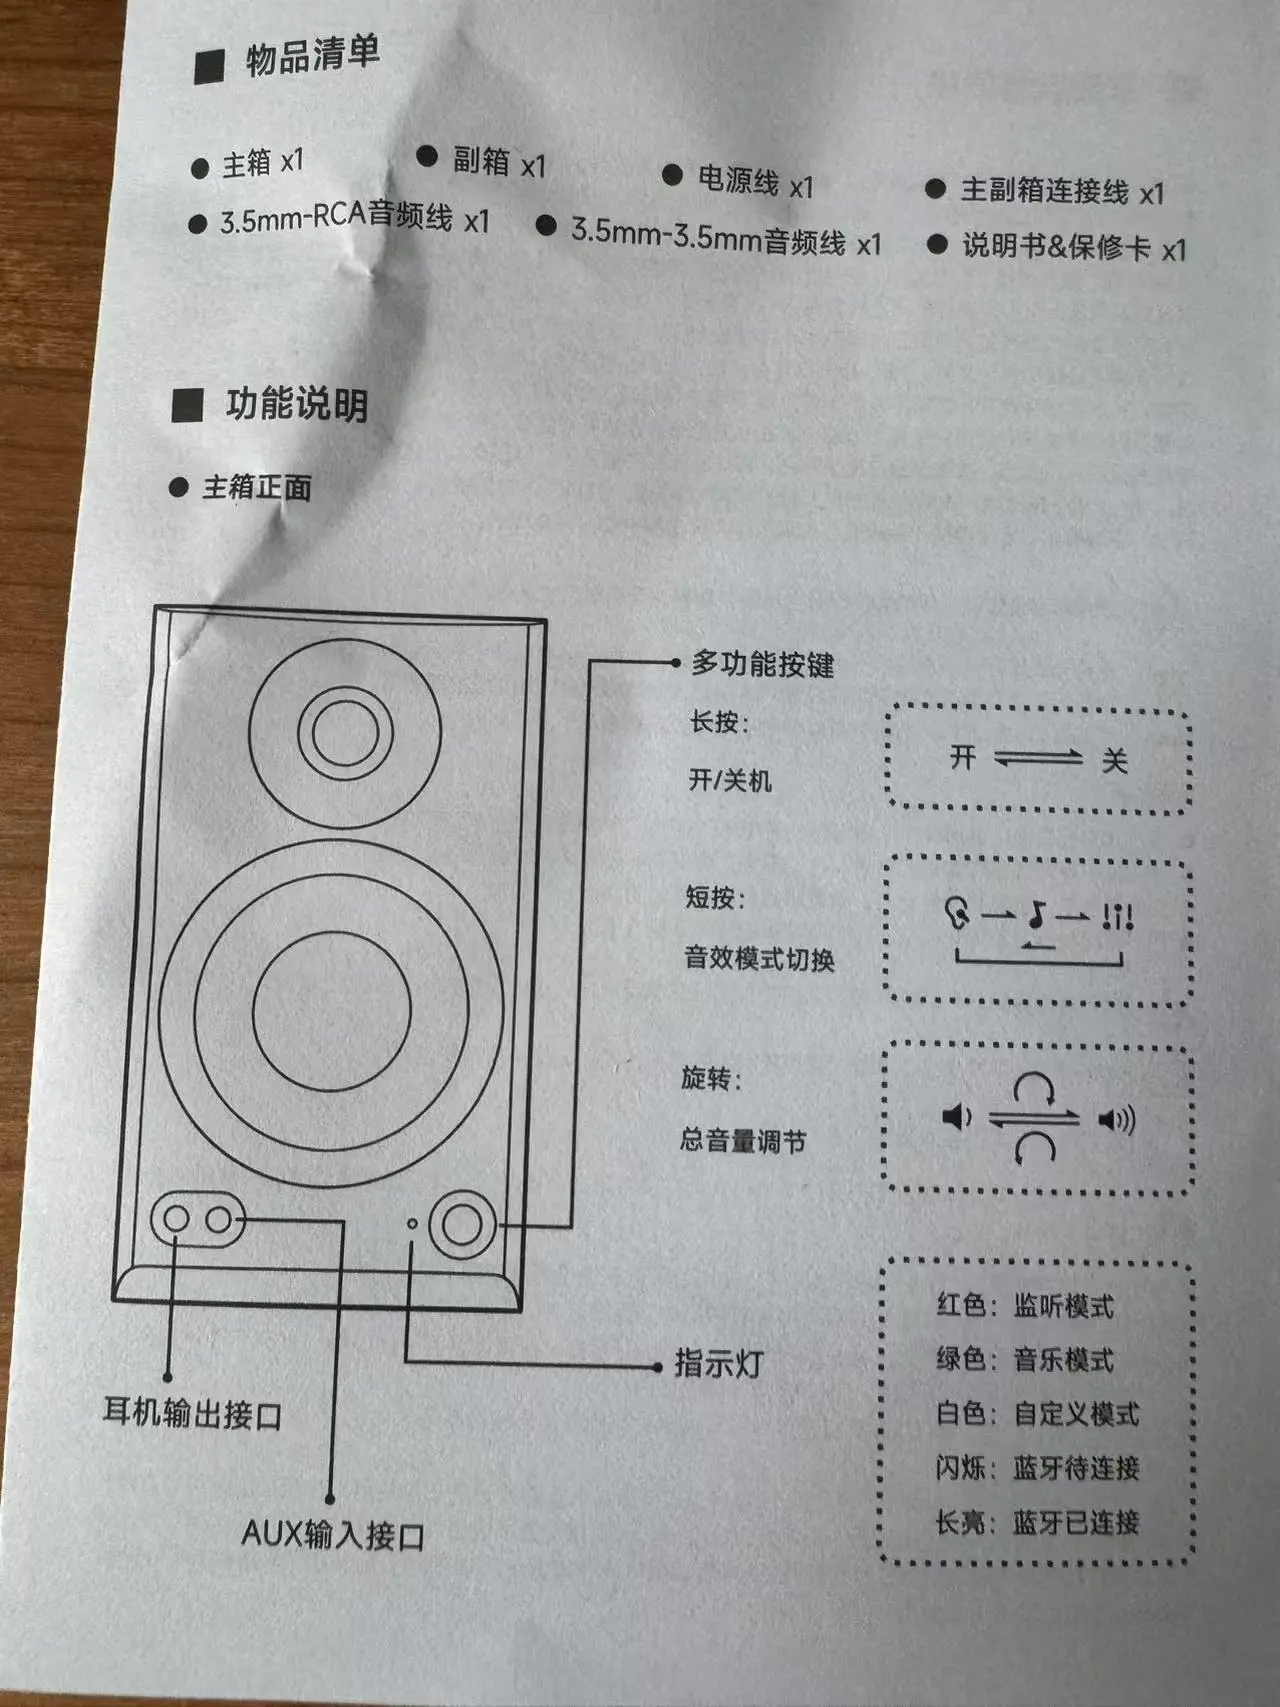 ■ 物品清单
● 主箱 x1 ● 副箱 x1 ● 电源线 x1 ● 主副箱连接线 x1
● 3.5mm-RCA音频线 x1 ● 3.5mm-3.5mm音频线 x1 ● 说明书&保修卡 x1
■ 功能说明
● 主箱正面
多功能按键
长按：
开/关机
开 关
短按：
音效模式切换
旋转：
总音量调节
指示灯
红色：监听模式
绿色：音乐模式
白色：自定义模式
闪烁：蓝牙待连接
长亮：蓝牙已连接
耳机输出接口
AUX输入接口